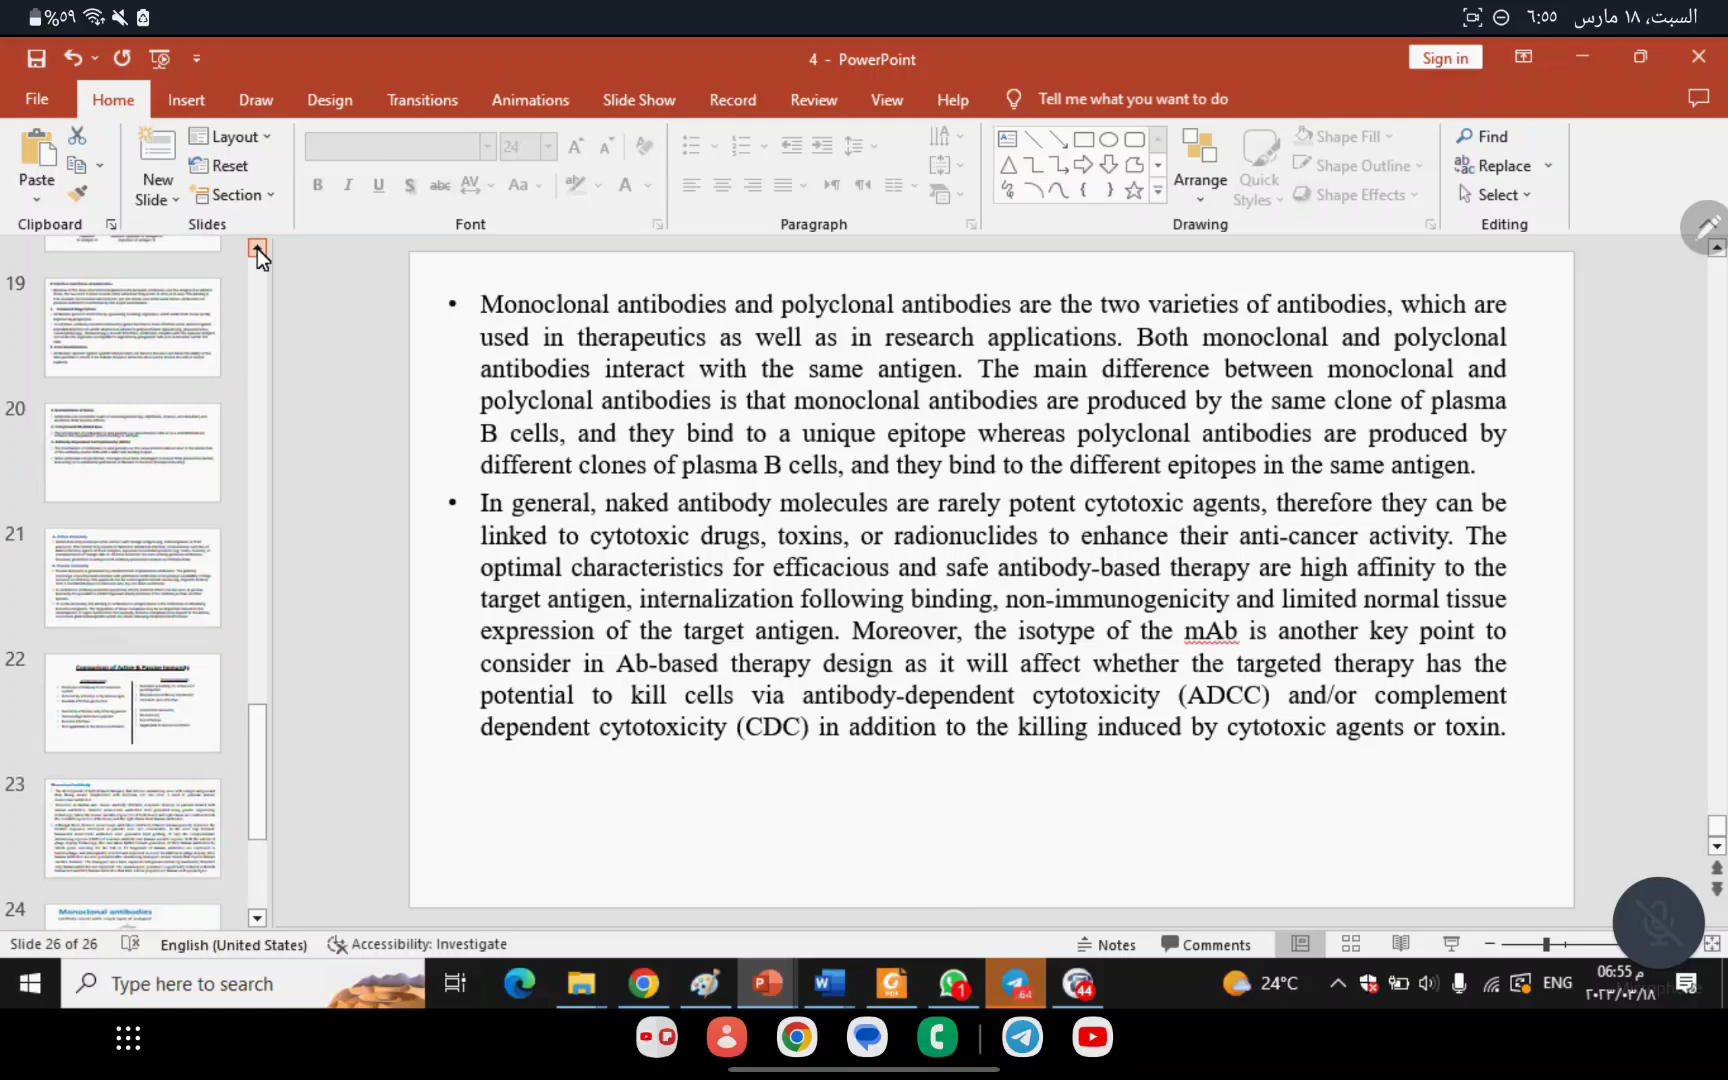 %٥٩
٦:٥٥ السبت، ١٨ مارس
4 - PowerPoint
Sign in
File Home Insert Draw Design Transitions Animations Slide Show Record Review View Help Tell me what you want to do
Paste
Clipboard
New Slide
Layout
Reset
Section
Slides
24
Font
Paragraph
Arrange
Quick Styles
Shape Fill
Shape Outline
Shape Effects
Drawing
Find
Replace
Select
Editing
19
20
21
22
Comparison of Active & Passive Immunity
23
24
Monoclonal antibodies
• Monoclonal antibodies and polyclonal antibodies are the two varieties of antibodies, which are
used in therapeutics as well as in research applications. Both monoclonal and polyclonal
antibodies interact with the same antigen. The main difference between monoclonal and
polyclonal antibodies is that monoclonal antibodies are produced by the same clone of plasma
B cells, and they bind to a unique epitope whereas polyclonal antibodies are produced by
different clones of plasma B cells, and they bind to the different epitopes in the same antigen.
• In general, naked antibody molecules are rarely potent cytotoxic agents, therefore they can be
linked to cytotoxic drugs, toxins, or radionuclides to enhance their anti-cancer activity. The
optimal characteristics for efficacious and safe antibody-based therapy are high affinity to the
target antigen, internalization following binding, non-immunogenicity and limited normal tissue
expression of the target antigen. Moreover, the isotype of the mAb is another key point to
consider in Ab-based therapy design as it will affect whether the targeted therapy has the
potential to kill cells via antibody-dependent cytotoxicity (ADCC) and/or complement
dependent cytotoxicity (CDC) in addition to the killing induced by cytotoxic agents or toxin.
Slide 26 of 26 English (United States) Accessibility: Investigate Notes Comments
Type here to search
1
64
44
24°C
ENG
06:55 م
٢٠٢٣/٠٣/١٨